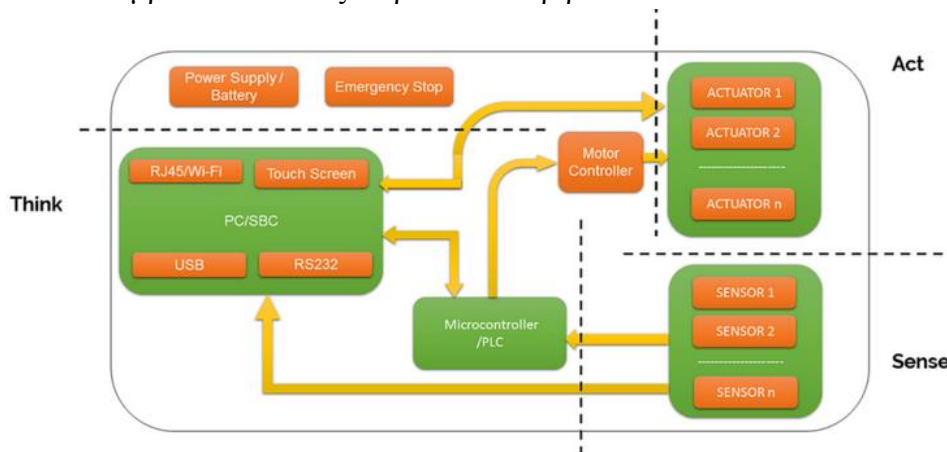 Act
Power Supply /
Battery
Emergency Stop
ACTUATOR 1
ACTUATOR 2
ACTUATOR n
Motor
Controller
Think
RJ45/Wi-Fi
Touch Screen
PC/SBC
USB
RS232
Microcontroller
/PLC
SENSOR 1
SENSOR 2
SENSOR n
Sense